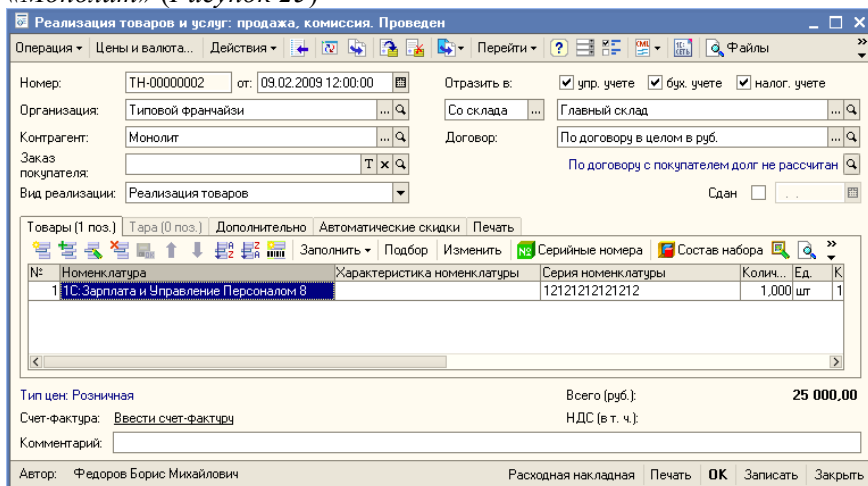 «Монолит» (Рисунок 25)
Реализация товаров и услуг: продажа, комиссия. Проведен
Операция Цены и валюта... Действия Перейти Файлы
Номер: ТН-00000002 от: 09.02.2009 12:00:00 Отразить в: упр. учете бух. учете налог. учете
Организация: Типовой франчайзи ... Со склада ... Главный склад ...
Контрагент: Монолит ... Договор: По договору в целом в руб. ...
Заказ
покупателя: T x По договору с покупателем долг не рассчитан
Вид реализации: Реализация товаров Сдан . .
Товары (1 поз.) Тара (0 поз.) Дополнительно Автоматические скидки Печать
Заполнить Подбор Изменить Серийные номера Состав набора
№ Номенклатура Характеристика номенклатуры Серия номенклатуры Колич... Ед. К
1 1С:Зарплата и Управление Персоналом 8 12121212121212 1,000 шт 1
Тип цен: Розничная Всего (руб.): 25 000,00
Счет-фактура: Ввести счет-фактуру НДС (в т. ч.):
Комментарий:
Автор: Федоров Борис Михайлович Расходная накладная Печать OK Записать Закрыть